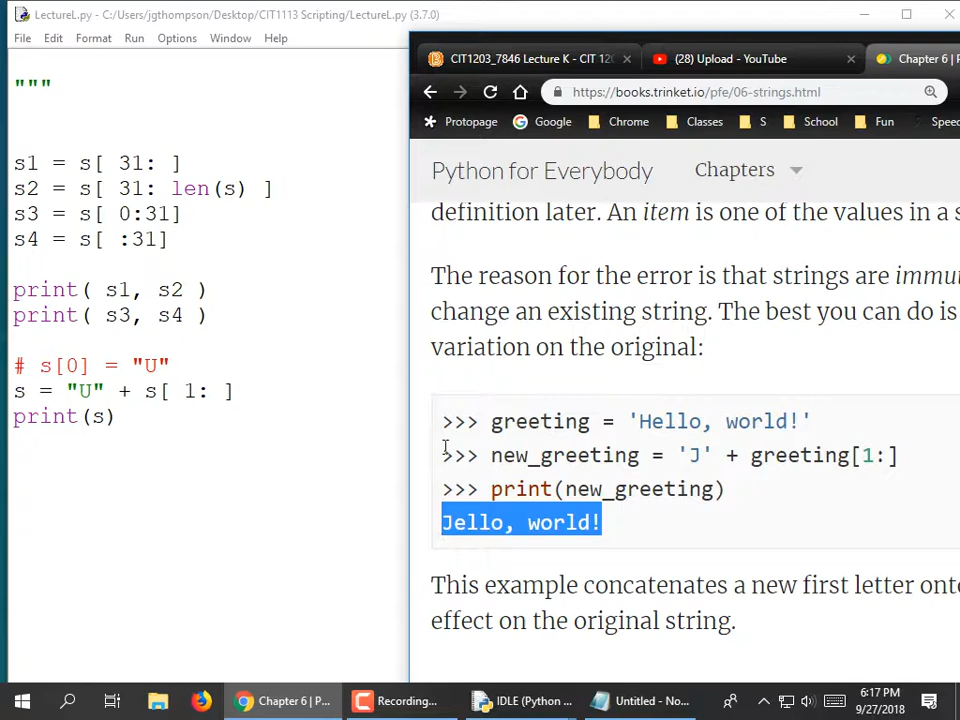 LectureL.py - C:/Users/jgthompson/Desktop/CIT1113 Scripting/LectureL.py (3.7.0)
File Edit Format Run Options Window Help
"""
s1 = s[ 31: ]
s2 = s[ 31: len(s) ]
s3 = s[ 0:31]
s4 = s[ :31]
print( s1, s2 )
print( s3, s4 )
# s[0] = "U"
s = "U" + s[ 1: ]
print(s)
CIT1203_7846 Lecture K - CIT 12
(28) Upload - YouTube
Chapter 6 | P
https://books.trinket.io/pfe/06-strings.html
Protopage Google Chrome Classes S School Fun Speed
Python for Everybody Chapters
definition later. An item is one of the values in a s
The reason for the error is that strings are immu
change an existing string. The best you can do is
variation on the original:
>>> greeting = 'Hello, world!'
>>> new_greeting = 'J' + greeting[1:]
>>> print(new_greeting)
Jello, world!
This example concatenates a new first letter onto
effect on the original string.
Chapter 6 | P...
Recording...
IDLE (Python ...
Untitled - No...
6:17 PM
9/27/2018